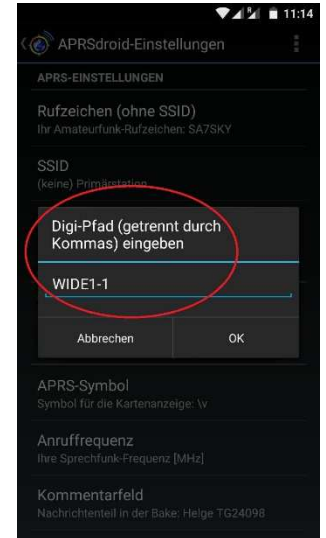 11:14
APRSdroid-Einstellungen
APRS-EINSTELLUNGEN
Rufzeichen (ohne SSID)
Ihr Amateurfunk-Rufzeichen: SA7SKY
SSID
(keine) Primärstation
Digi-Pfad (getrennt durch
Kommas) eingeben
WIDE1-1
Abbrechen OK
APRS-Symbol
Symbol für die Kartenanzeige: \v
Anruffrequenz
Ihre Sprechfunk-Frequenz [MHz]
Kommentarfeld
Nachrichtenteil in der Bake: Helge TG24098